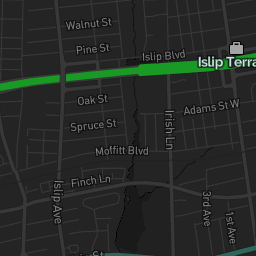 Walnut St
Pine St
Islip Blvd
Islip Terra
Oak St
Adams St W
Spruce St
Irish Ln
Moffitt Blvd
Finch Ln
Islip Ave
3rd Ave
1st Ave
St